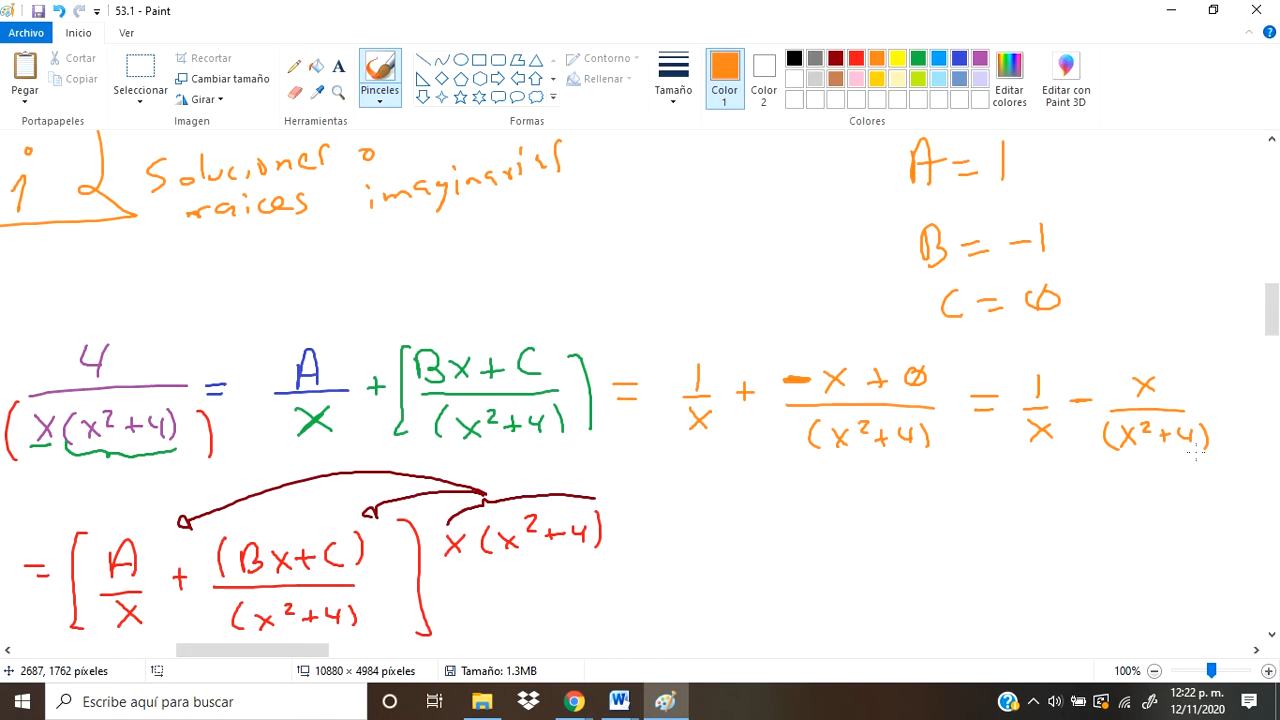 53.1 - Paint
Archivo Inicio Ver
Pegar
Cortar
Copiar
Portapapeles
Seleccionar
Recortar
Cambiar tamaño
Girar
Imagen
A
Herramientas
Pinceles
Contorno
Rellenar
Formas
Tamaño
Color 1
Color 2
Editar colores
Editar con Paint 3D
Colores
i 2 Soluciones o
raices imaginarias
A = 1
B = -1
C = 0
4/(x(x²+4)) = A/x + [Bx+C/(x²+4)] = 1/x + -x+0/(x²+4) = 1/x - x/(x²+4)
= [A/x + (Bx+C)/(x²+4)] x(x²+4)
2687, 1762 píxeles
10880 × 4984 píxeles
Tamaño: 1.3MB
100%
Escribe aquí para buscar
12:22 p. m.
12/11/2020